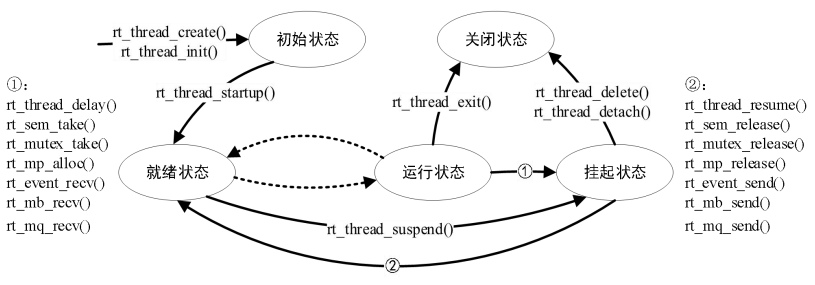 rt_thread_create()
rt_thread_init()
初始状态
关闭状态
①:
rt_thread_delay()
rt_sem_take()
rt_mutex_take()
rt_mp_alloc()
rt_event_recv()
rt_mb_recv()
rt_mq_recv()
rt_thread_startup()
rt_thread_exit()
rt_thread_delete()
rt_thread_detach()
②:
rt_thread_resume()
rt_sem_release()
rt_mutex_release()
rt_mp_release()
rt_event_send()
rt_mb_send()
rt_mq_send()
就绪状态
运行状态
①
挂起状态
rt_thread_suspend()
②